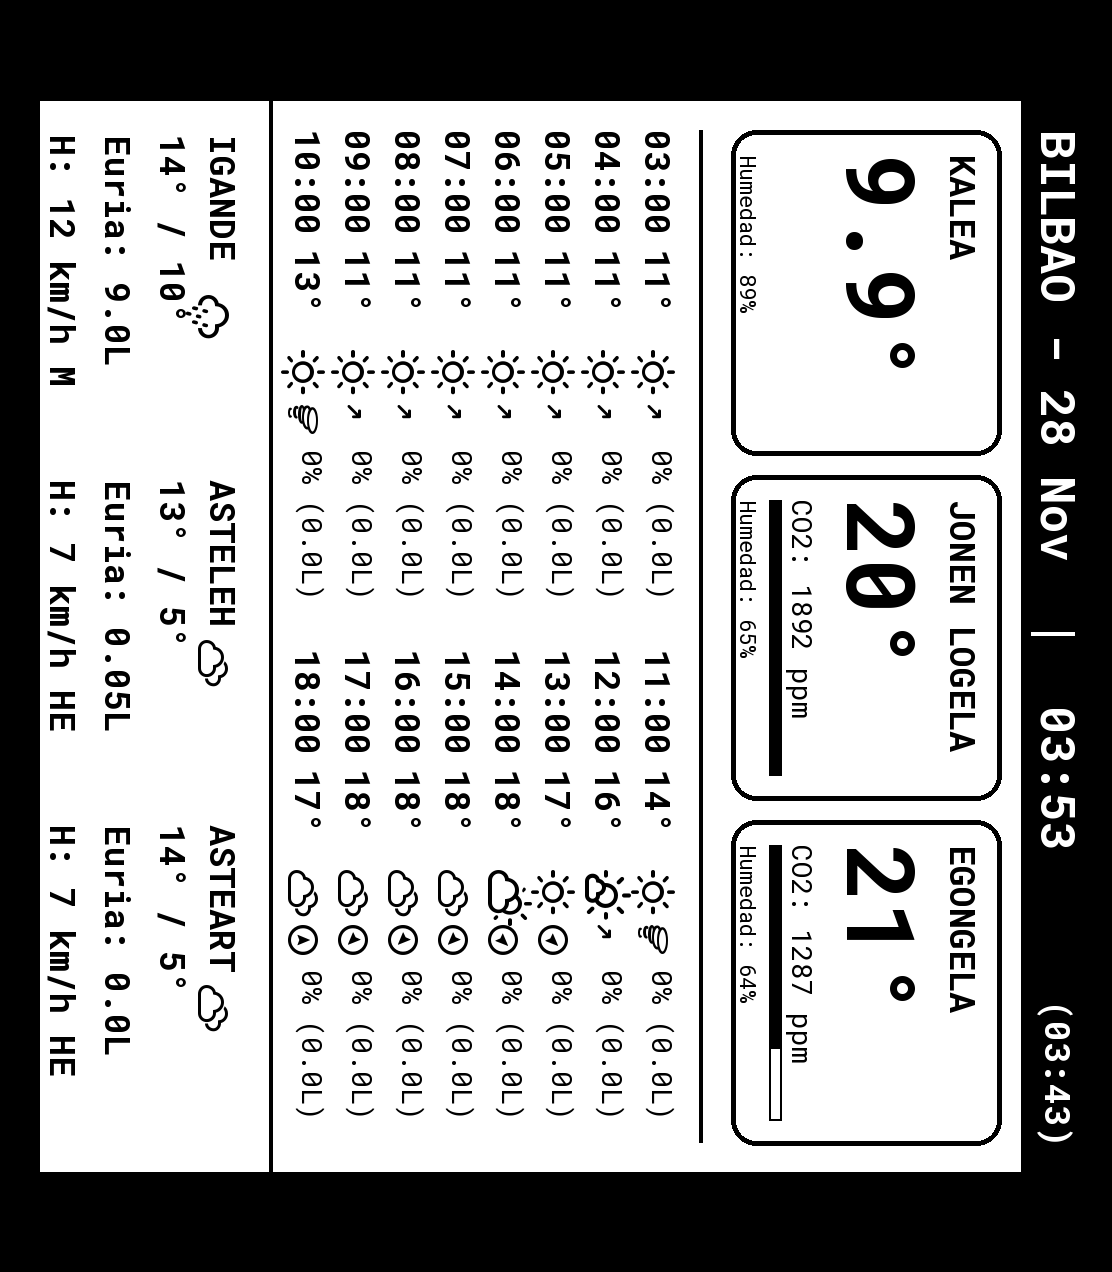 BILBAO - 28 Nov | 03:53 (03:43)
KALEA
9.9°
Humedad: 89%
JONEN LOGELA
20°
CO2: 1892 ppm
Humedad: 65%
EGONGELA
21°
CO2: 1287 ppm
Humedad: 64%
03:00 11° ↗ 0% (0.0L)
04:00 11° ↗ 0% (0.0L)
05:00 11° ↗ 0% (0.0L)
06:00 11° ↗ 0% (0.0L)
07:00 11° ↗ 0% (0.0L)
08:00 11° ↗ 0% (0.0L)
09:00 11° ↗ 0% (0.0L)
10:00 13° 0% (0.0L)
11:00 14° 0% (0.0L)
12:00 16° ↗ 0% (0.0L)
13:00 17° 0% (0.0L)
14:00 18° 0% (0.0L)
15:00 18° 0% (0.0L)
16:00 18° 0% (0.0L)
17:00 18° 0% (0.0L)
18:00 17° 0% (0.0L)
IGANDE
14° / 10°
Euria: 9.0L
H: 12 km/h M
ASTELEH
13° / 5°
Euria: 0.05L
H: 7 km/h HE
ASTEART
14° / 5°
Euria: 0.0L
H: 7 km/h HE